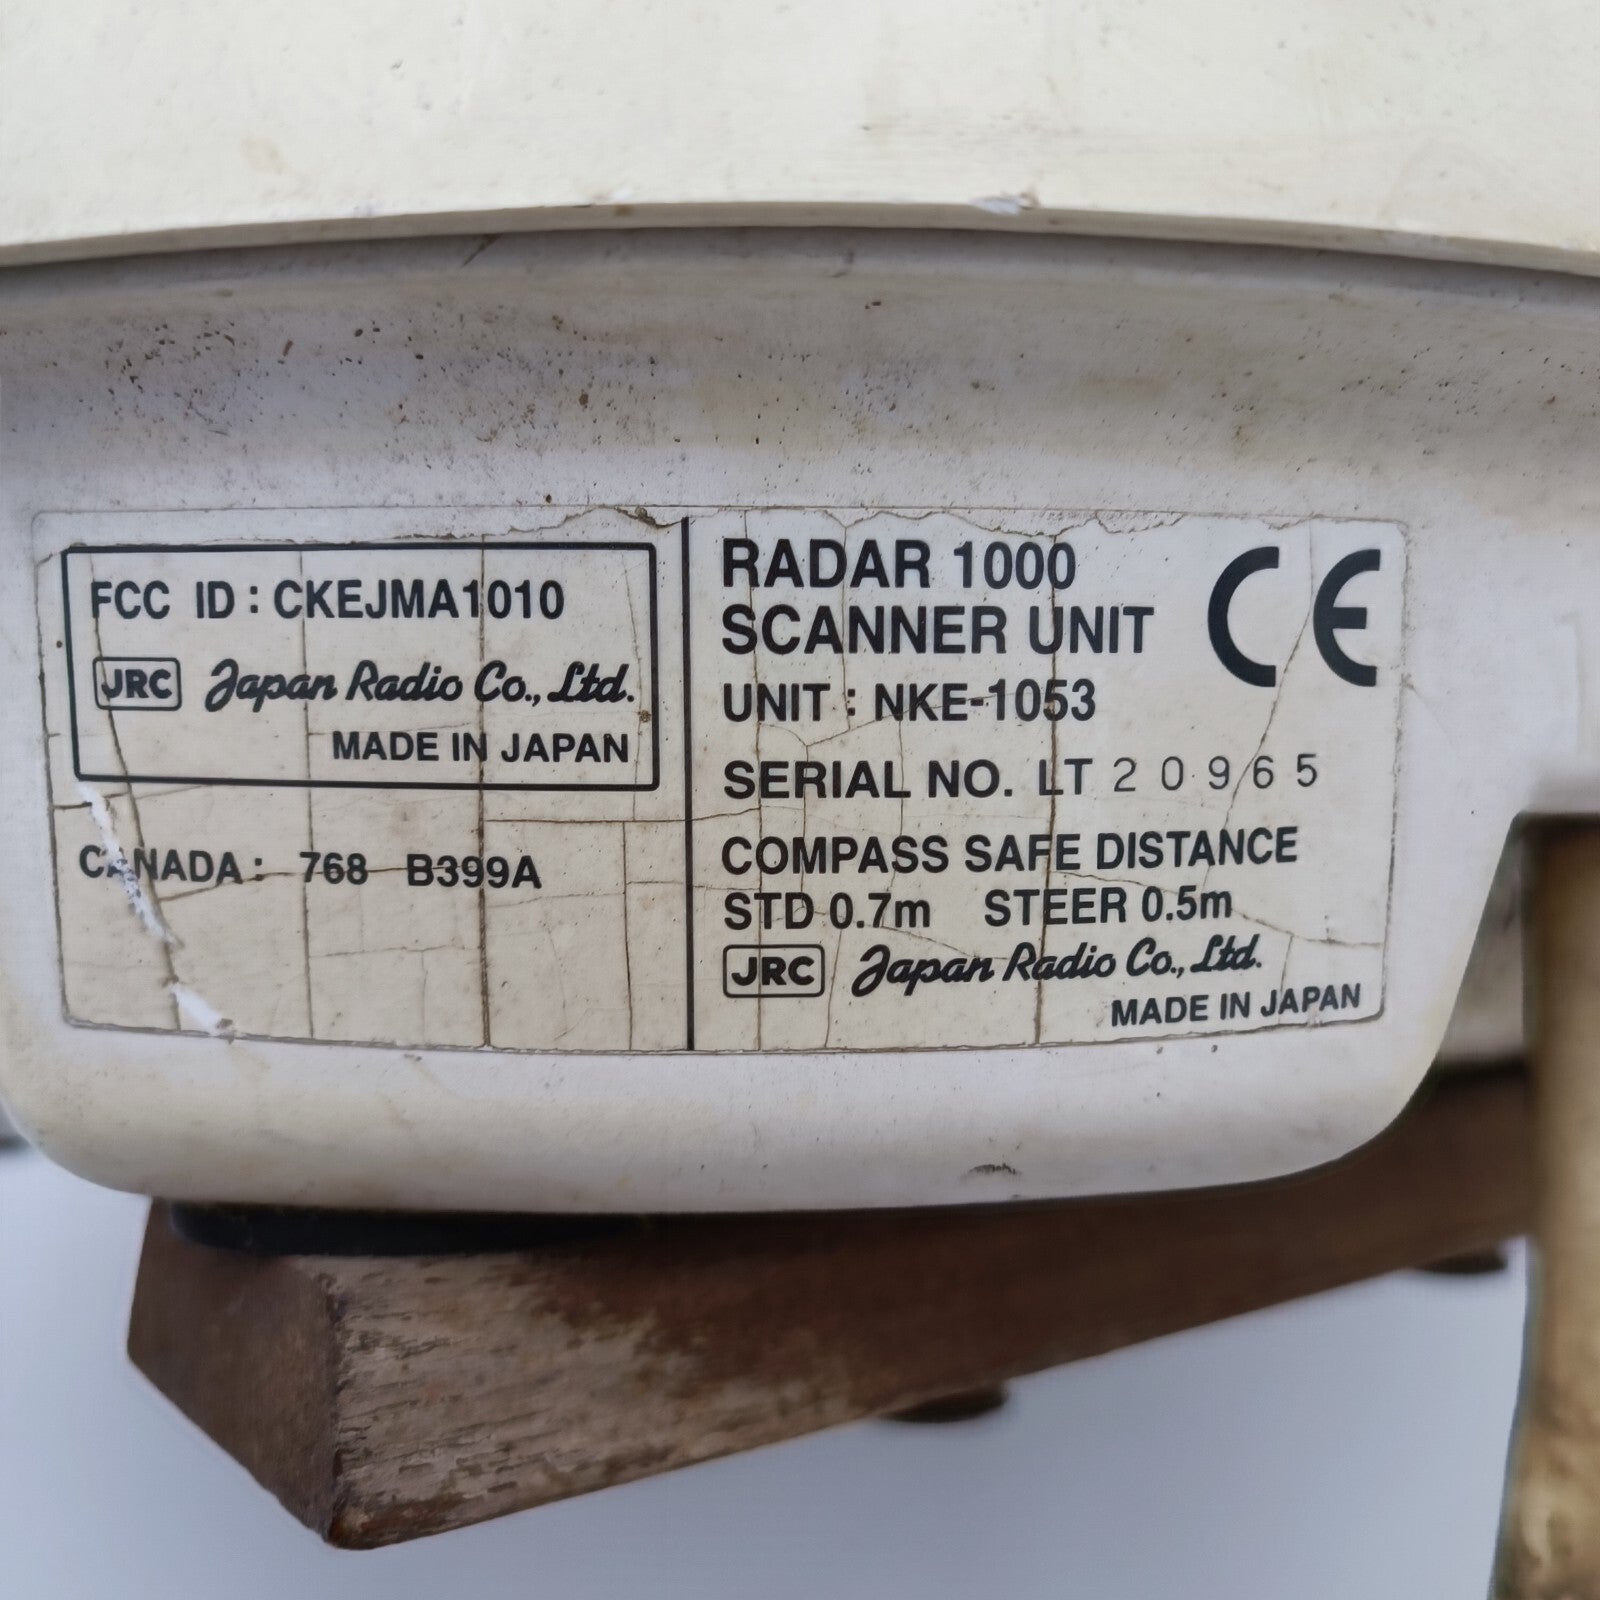 FCC ID : CKEJMA1010
JRC Japan Radio Co., Ltd.
MADE IN JAPAN
CANADA : 768 B399A
RADAR 1000
SCANNER UNIT
CE
UNIT : NKE-1053
SERIAL NO. LT 20965
COMPASS SAFE DISTANCE
STD 0.7m STEER 0.5m
JRC Japan Radio Co., Ltd.
MADE IN JAPAN